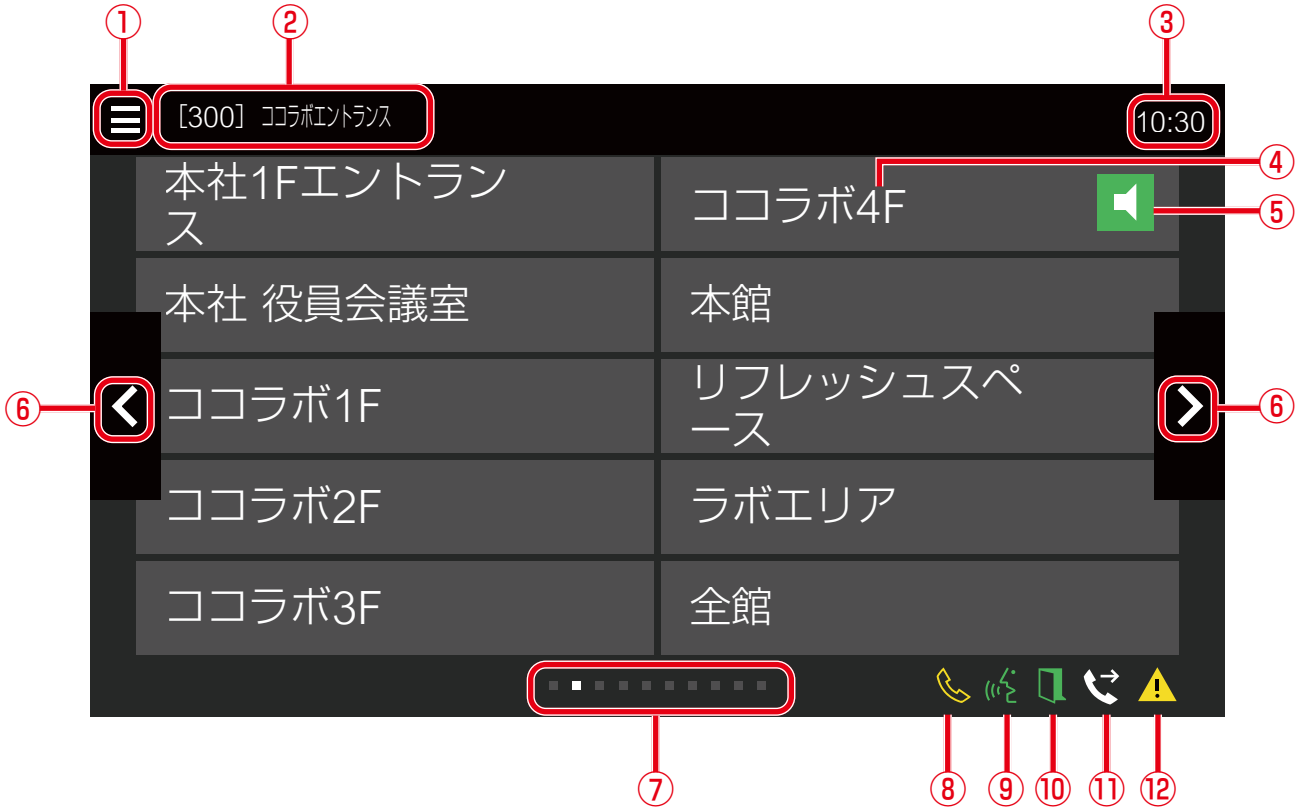 ① ② ③
[300] ココラボエントランス
10:30
本社1Fエントラン
ス
ココラボ4F
④
⑤
本社 役員会議室
本館
⑥
ココラボ1F
リフレッシュスペ
ース
⑥
ココラボ2F
ラボエリア
ココラボ3F
全館
⑦ ⑧ ⑨ ⑩ ⑪ ⑫